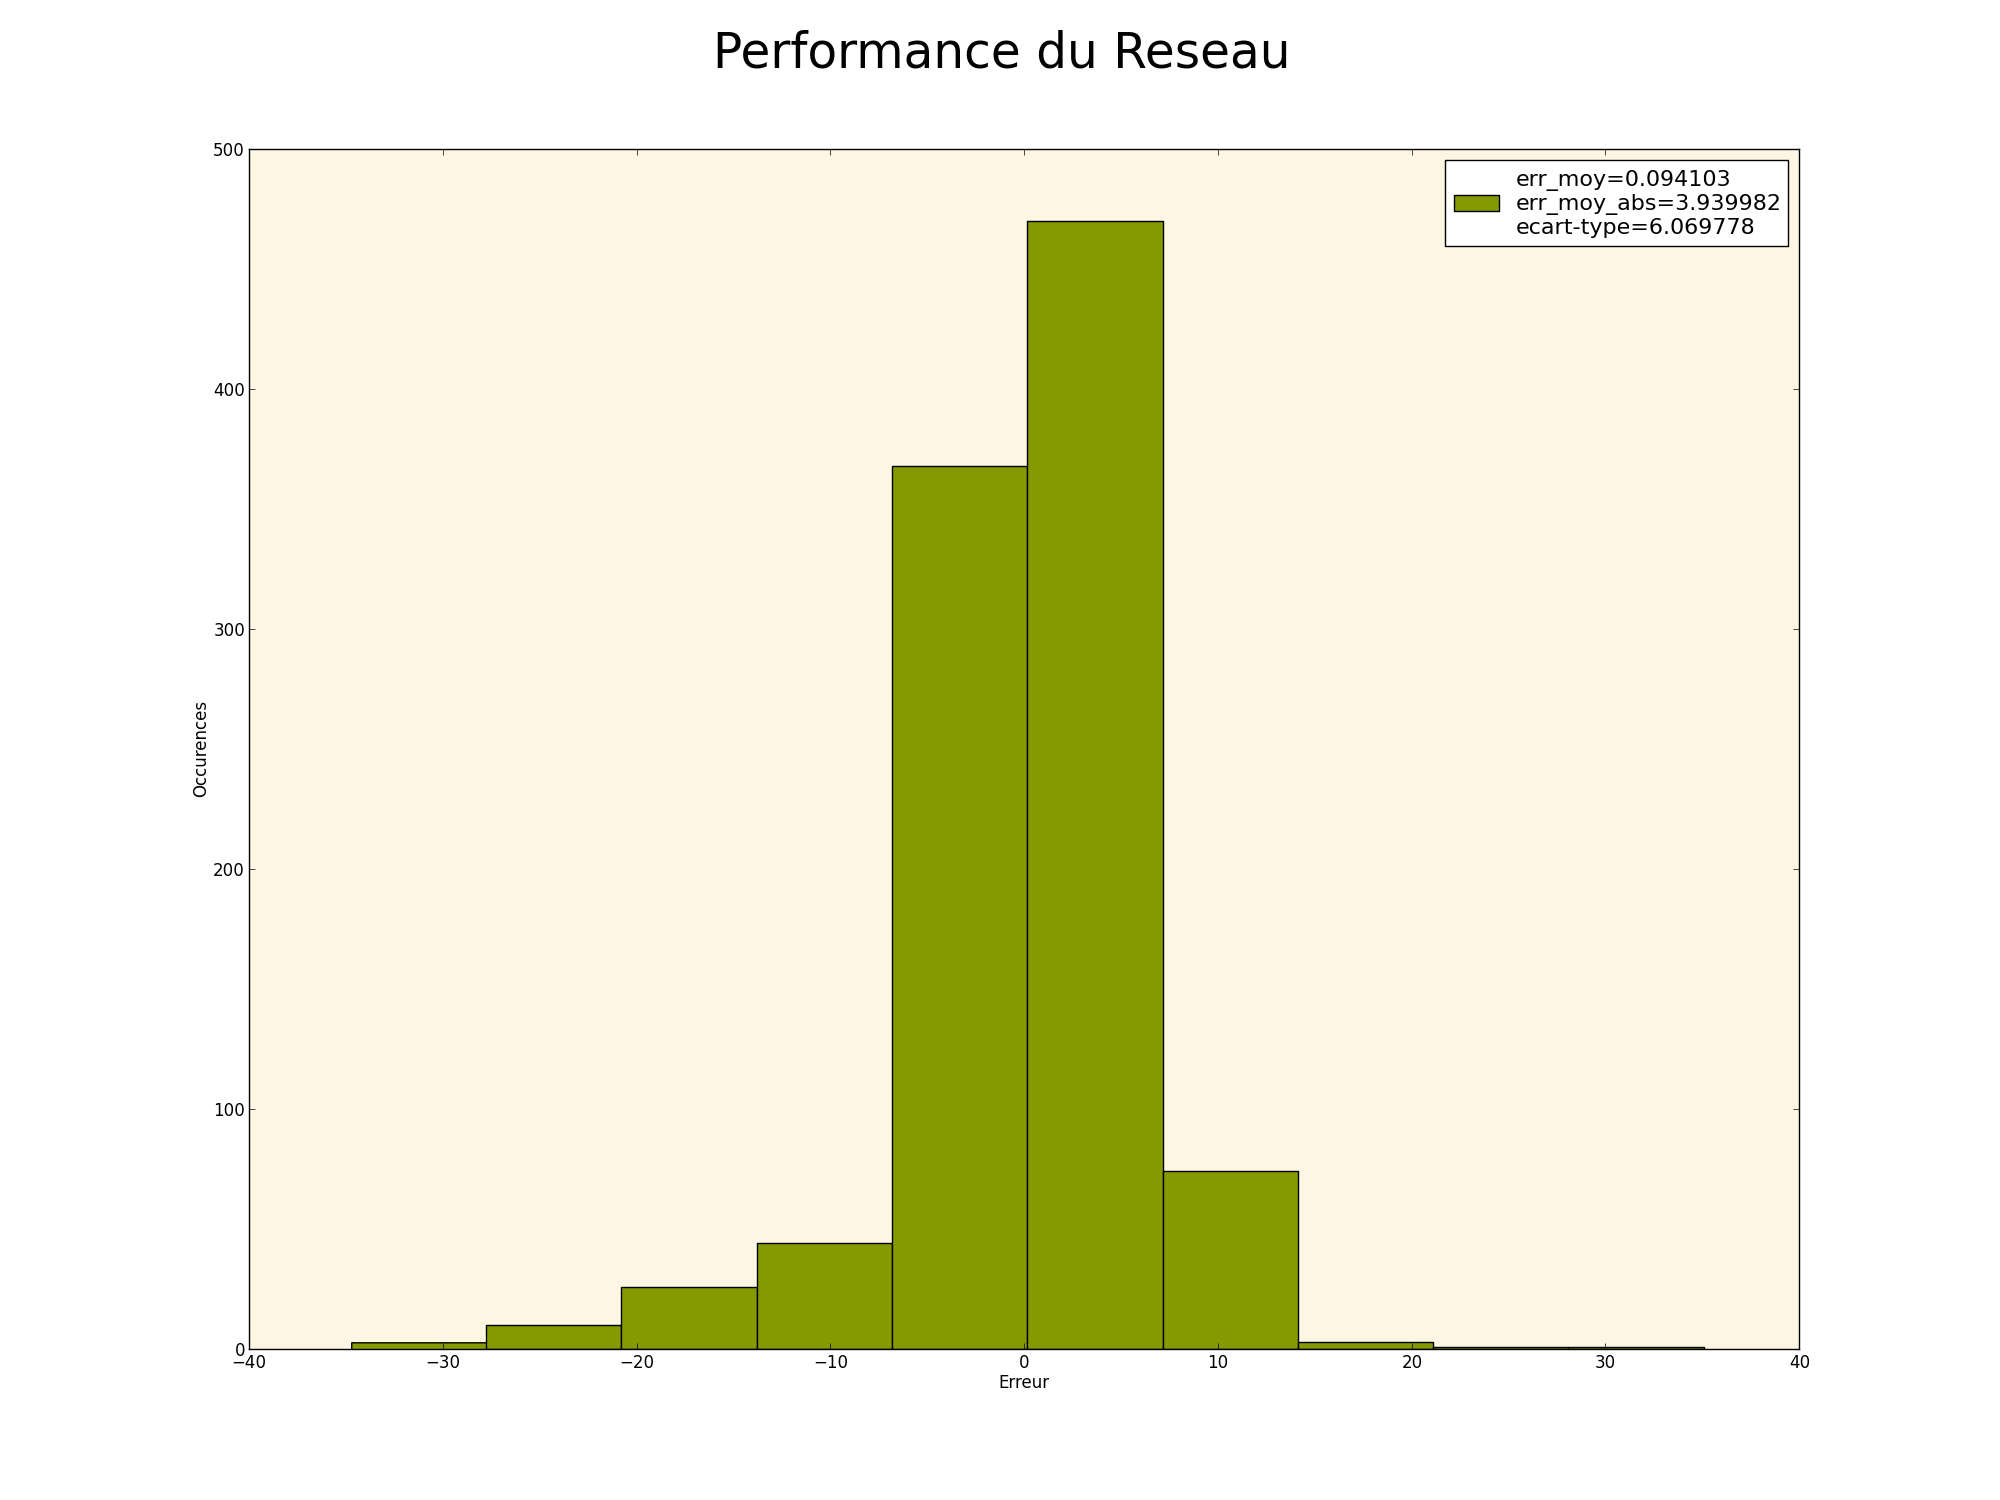 Performance du Reseau
500
err_moy=0.094103
err_moy_abs=3.939982
ecart-type=6.069778
400
300
Occurences
200
100
0
−40 −30 −20 −10 0 10 20 30 40
Erreur